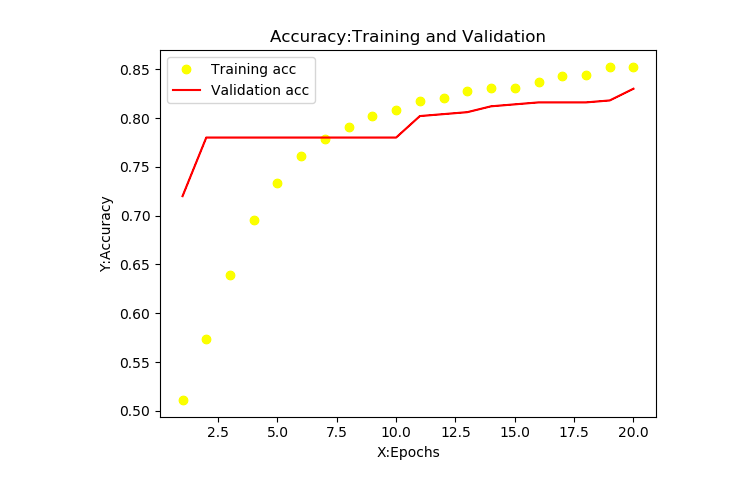 Accuracy:Training and Validation
Training acc
Validation acc
0.85
0.80
0.75
0.70
0.65
0.60
0.55
0.50
Y:Accuracy
2.5 5.0 7.5 10.0 12.5 15.0 17.5 20.0
X:Epochs